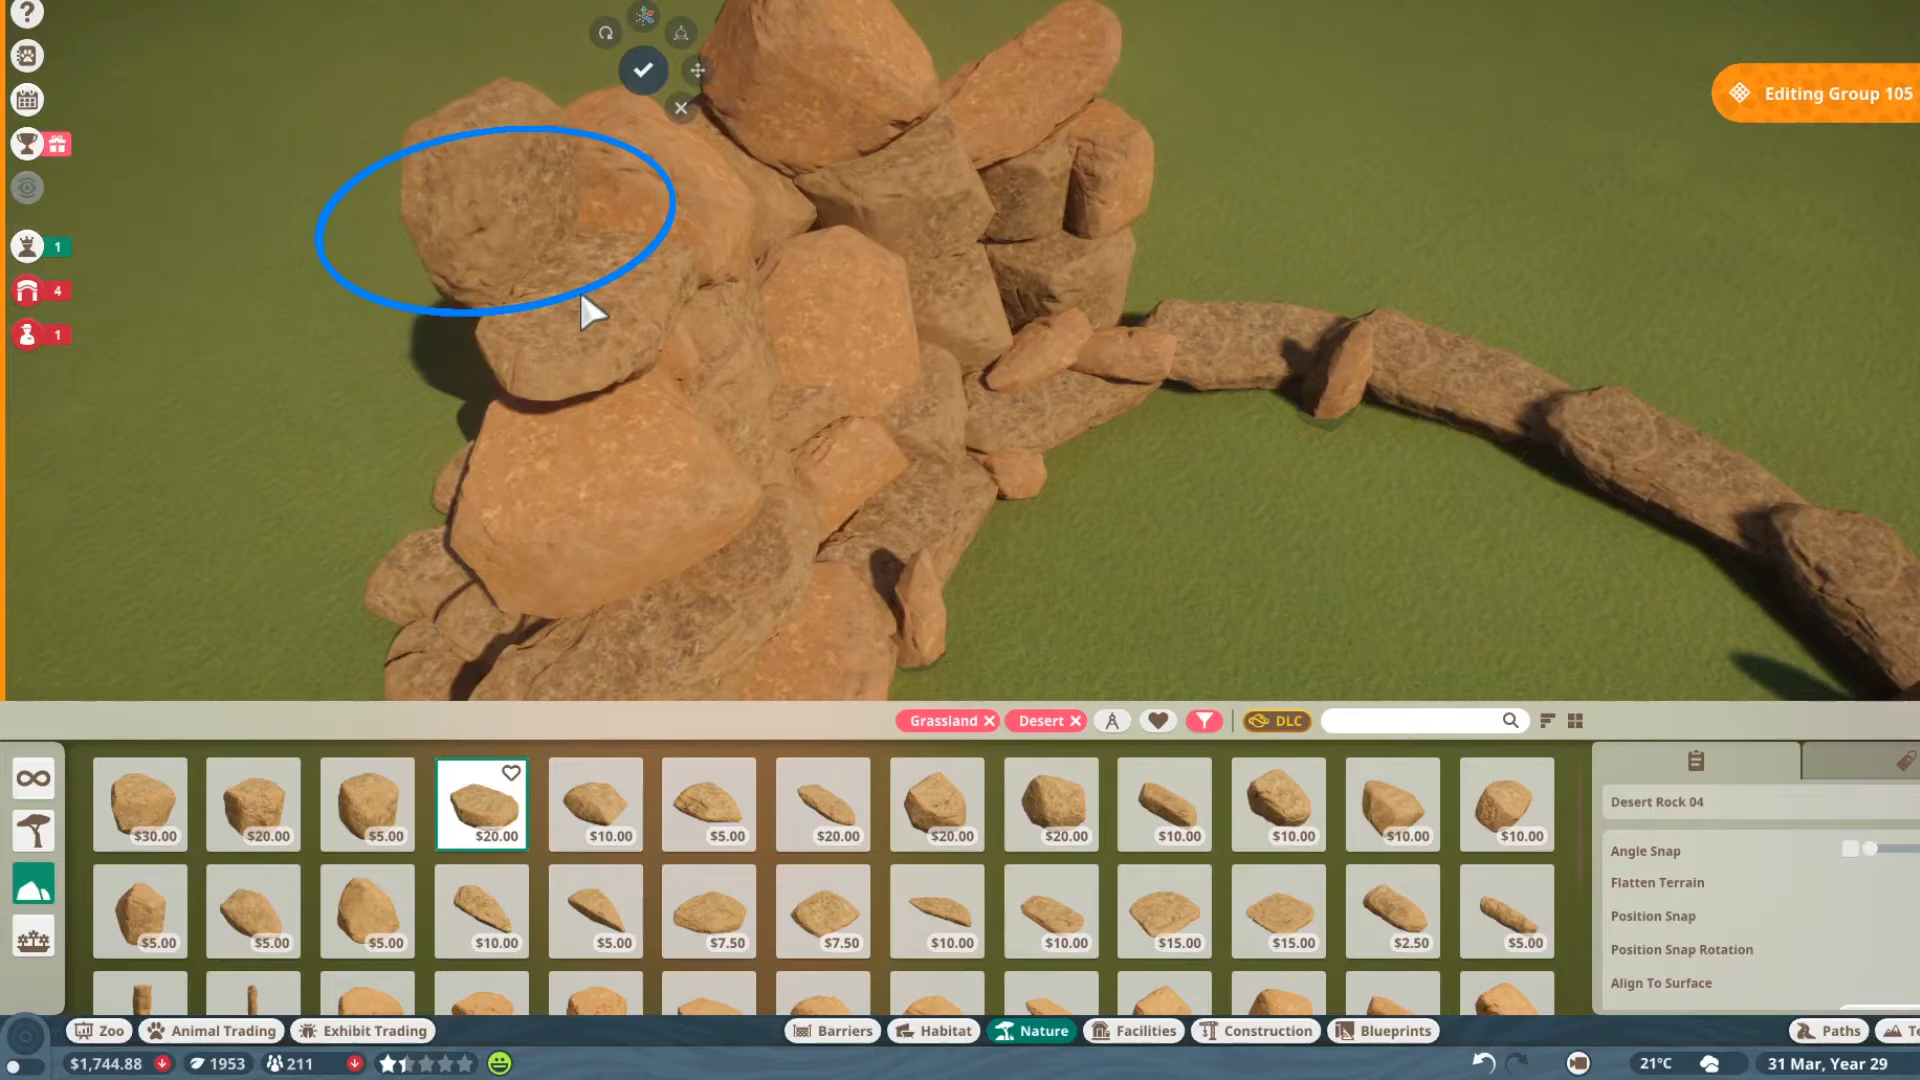 ?
Editing Group 105
1
4
1
Grassland
Desert
DLC
$30.00
$20.00
$5.00
$20.00
$10.00
$5.00
$20.00
$20.00
$20.00
$10.00
$10.00
$10.00
$10.00
Desert Rock 04
Angle Snap
Flatten Terrain
Position Snap
Position Snap Rotation
Align To Surface
$5.00
$5.00
$5.00
$10.00
$5.00
$7.50
$7.50
$10.00
$10.00
$15.00
$15.00
$2.50
$5.00
Zoo
Animal Trading
Exhibit Trading
Barriers
Habitat
Nature
Facilities
Construction
Blueprints
Paths
$1,744.88
1953
211
21°C
31 Mar, Year 29